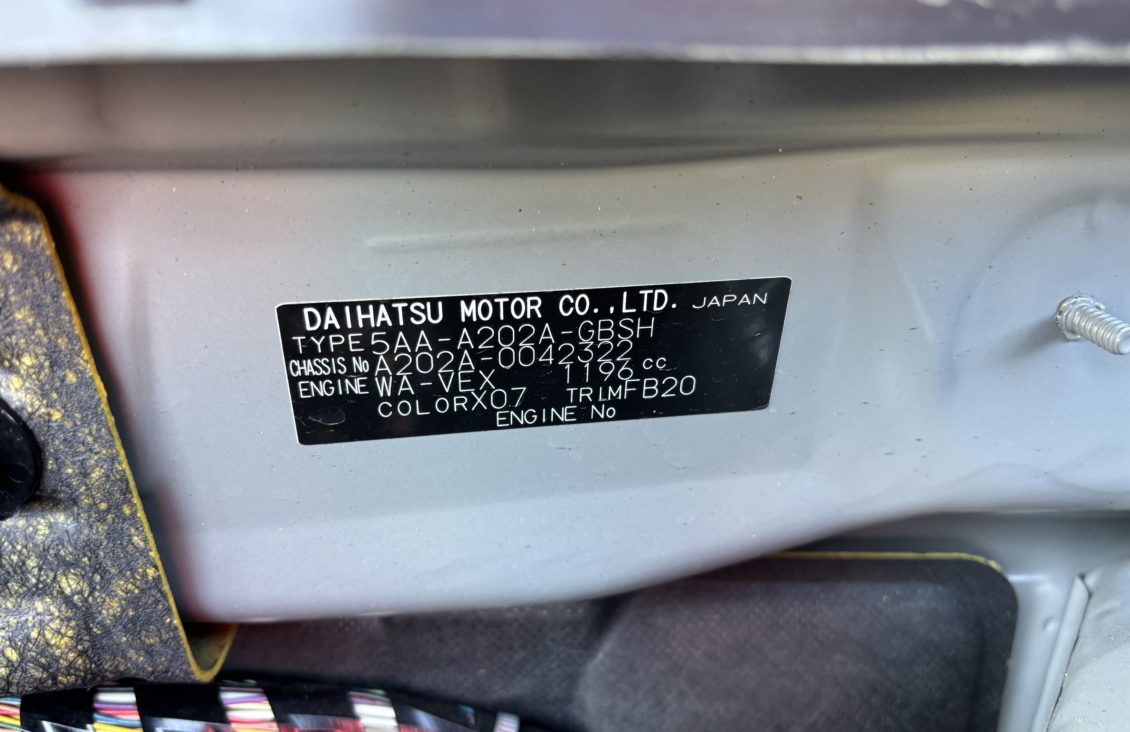 DAIHATSU MOTOR CO.,LTD. JAPAN
TYPE 5AA-A202A-GBSH
CHASSIS No A202A-0042322
ENGINE WA-VEX 1196 cc
COLOR X07 TRIM FB20
ENGINE No